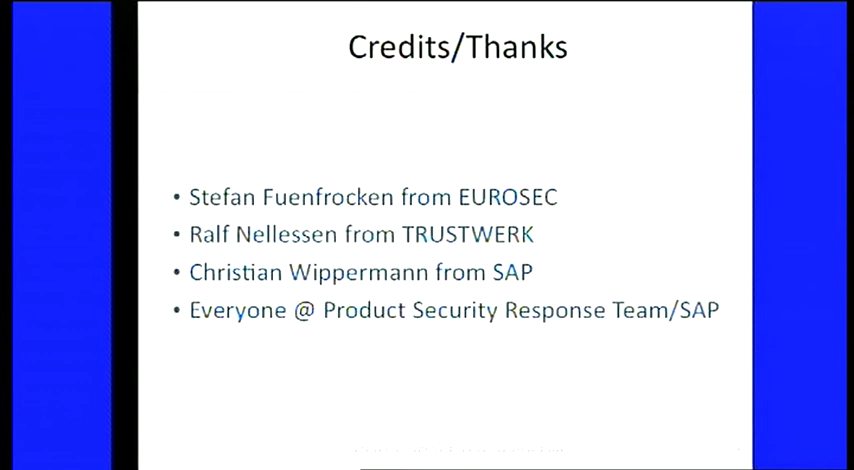 Credits/Thanks
• Stefan Fuenfrocken from EUROSEC
• Ralf Nellessen from TRUSTWERK
• Christian Wippermann from SAP
• Everyone @ Product Security Response Team/SAP